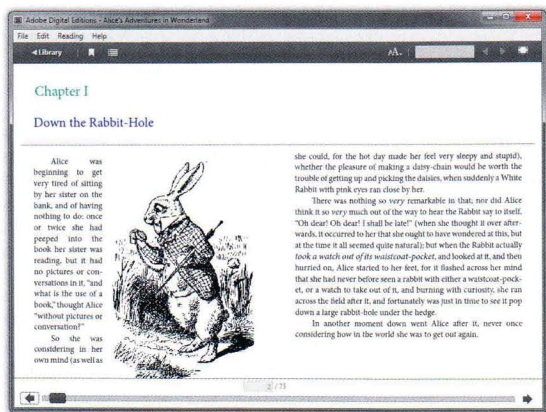 Adobe Digital Editions - Alice's Adventures in Wonderland
File Edit Reading Help
Library
AA
Chapter I
Down the Rabbit-Hole
Alice was
beginning to get
very tired of sitting
by her sister on the
bank, and of having
nothing to do: once
or twice she had
peeped into the
book her sister was
reading, but it had
no pictures or con-
versations in it, "and
what is the use of a
book," thought Alice
"without pictures or
conversation?"
So she was
considering in her
own mind (as well as
she could, for the hot day made her feel very sleepy and stupid),
whether the pleasure of making a daisy-chain would be worth the
trouble of getting up and picking the daisies, when suddenly a White
Rabbit with pink eyes ran close by her.
There was nothing so very remarkable in that; nor did Alice
think it so very much out of the way to hear the Rabbit say to itself,
"Oh dear! Oh dear! I shall be late!" (when she thought it over after-
wards, it occurred to her that she ought to have wondered at this, but
at the time it all seemed quite natural); but when the Rabbit actually
took a watch out of its waistcoat-pocket, and looked at it, and then
hurried on, Alice started to her feet, for it flashed across her mind
that she had never before seen a rabbit with either a waistcoat-pock-
et, or a watch to take out of it, and burning with curiosity, she ran
across the field after it, and fortunately was just in time to see it pop
down a large rabbit-hole under the hedge.
In another moment down went Alice after it, never once
considering how in the world she was to get out again.
2 / 73